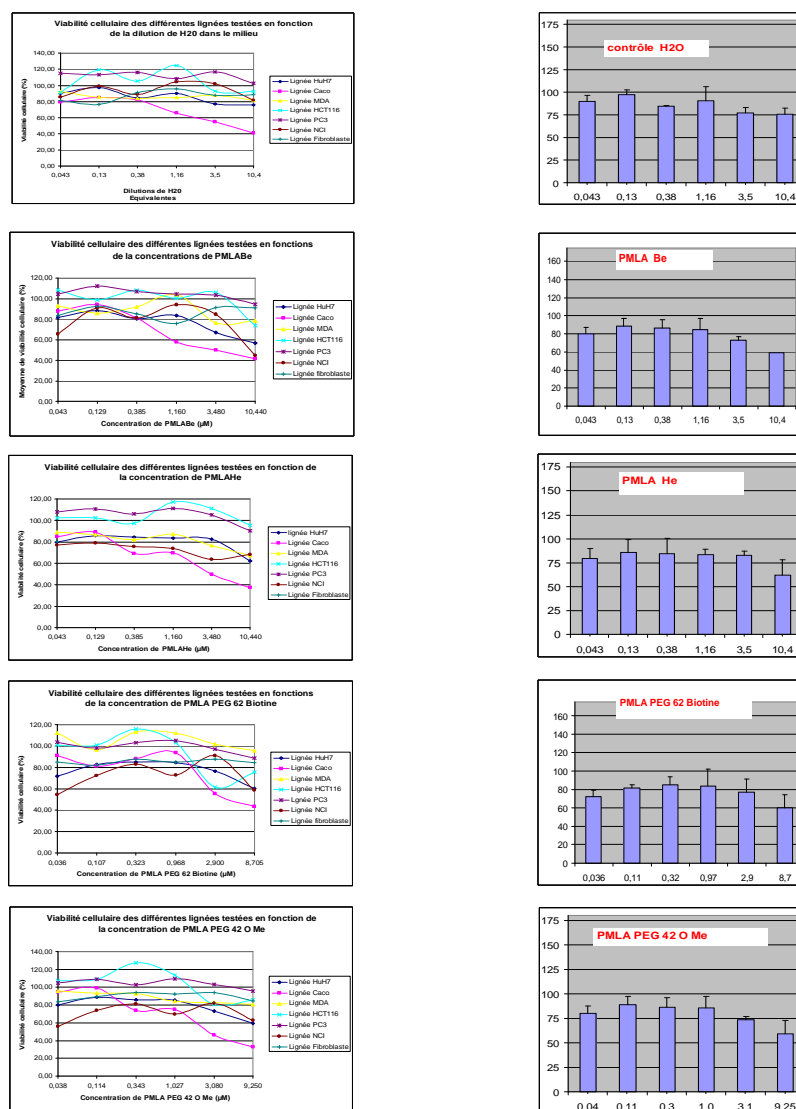 Viabilité cellulaire des différentes lignées testées en fonction
de la dilution de H20 dans le milieu
Viabilité cellulaire (%)
140,00
120,00
100,00
80,00
60,00
40,00
20,00
0,00
0,043 0,13 0,38 1,16 3,5 10,4
Dilutions de H20
Equivalentes
Lignée HuH7
Lignée Caco
Lignée MDA
Lignée HCT116
Lignée PC3
Lignée NCI
Lignée Fibroblaste
contrôle H2O
175
150
125
100
75
50
25
0
0,043 0,13 0,38 1,16 3,5 10,4
Viabilité cellulaire des différentes lignées testées en fonctions
de la concentrations de PMLABe
Moyenne de viabilité cellulaire (%)
120,00
100,00
80,00
60,00
40,00
20,00
0,00
0,043 0,129 0,385 1,160 3,480 10,440
Concentration de PMLABe (µM)
Lignée HuH7
Lignée Caco
Lignée MDA
Lignée HCT116
Lignée PC3
Lignée NCI
Lignée fibroblaste
PMLA Be
160
140
120
100
80
60
40
20
0
0,043 0,13 0,38 1,16 3,5 10,4
Viabilité cellulaire des différentes lignées testées en fonction de
la concentration de PMLAHe
Viabilité cellulaire (%)
120,00
100,00
80,00
60,00
40,00
20,00
0,00
0,043 0,129 0,385 1,160 3,480 10,440
Concentration de PMLAHe (µM)
lignée HuH7
Lignée Caco
Lignée MDA
Lignée HCT116
Lignée PC3
Lignée NCI
Lignée Fibroblaste
PMLA He
175
150
125
100
75
50
25
0
0,043 0,13 0,38 1,16 3,5 10,4
Viabilité cellulaire des différentes lignées testées en fonctions
de la concentration de PMLA PEG 62 Biotine
Viabilité cellulaire (%)
120,00
100,00
80,00
60,00
40,00
20,00
0,00
0,036 0,107 0,323 0,968 2,900 8,705
Concentration de PMLA PEG 62 Biotine (µM)
Lignée HuH7
Lignée Caco
Lignée MDA
Lignée HCT116
Lignée PC3
Lignée NCI
Lignée fibroblaste
PMLA PEG 62 Biotine
160
140
120
100
80
60
40
20
0
0,036 0,11 0,32 0,97 2,9 8,7
Viabilité cellulaire des différentes lignées testées en fonction de
la concentration de PMLA PEG 42 O Me
Viabilité cellulaire (%)
140,00
120,00
100,00
80,00
60,00
40,00
20,00
0,00
0,038 0,114 0,343 1,027 3,080 9,250
Concentration de PMLA PEG 42 O Me (µM)
Lignée HuH7
Lignée Caco
Lignée MDA
Lignée HCT116
Lignée PC3
Lignée NCI
Lignée Fibroblaste
PMLA PEG 42 O Me
175
150
125
100
75
50
25
0
0,04 0,11 0,3 1,0 3,1 9,25